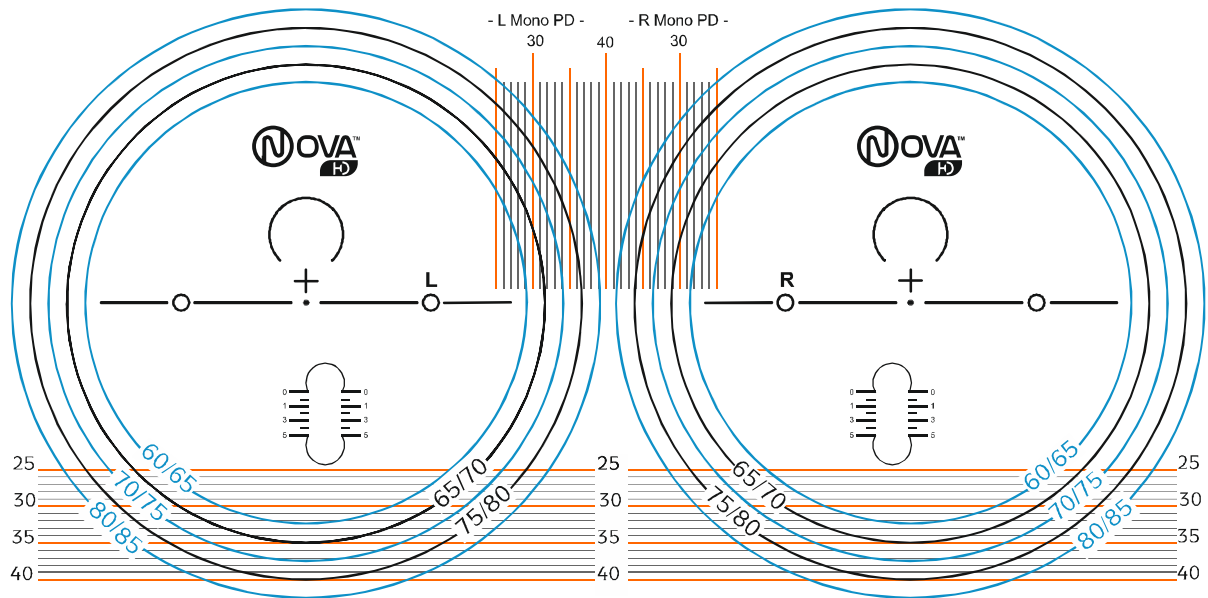 - L Mono PD - - R Mono PD -
30 40 30
NOVA™ NOVA™
HD HD
L R
0 0 0 0
1 1 1 1
3 3 3 3
5 5 5 5
60/65 65/70 65/70 60/65
25 25 25
70/75 75/80 75/80 70/75
30 30 30
80/85 80/85
35 35 35
40 40 40